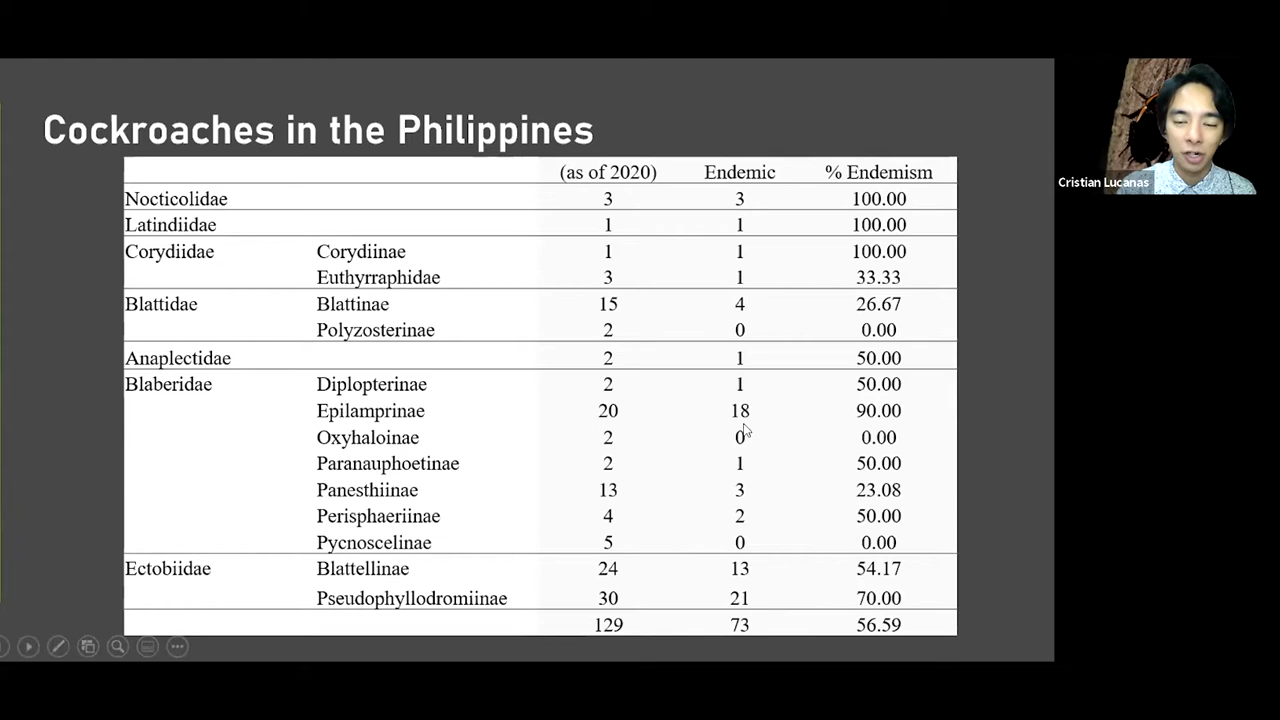 Cockroaches in the Philippines
(as of 2020) Endemic % Endemism
Nocticolidae 3 3 100.00
Latindiidae 1 1 100.00
Corydiidae Corydiinae 1 1 100.00
Euthyrraphidae 3 1 33.33
Blattidae Blattinae 15 4 26.67
Polyzosterinae 2 0 0.00
Anaplectidae 2 1 50.00
Blaberidae Diplopterinae 2 1 50.00
Epilamprinae 20 18 90.00
Oxyhaloinae 2 0 0.00
Paranauphoetinae 2 1 50.00
Panesthiinae 13 3 23.08
Perisphaeriinae 4 2 50.00
Pycnoscelinae 5 0 0.00
Ectobiidae Blattellinae 24 13 54.17
Pseudophyllodromiinae 30 21 70.00
129 73 56.59
Cristian Lucanas